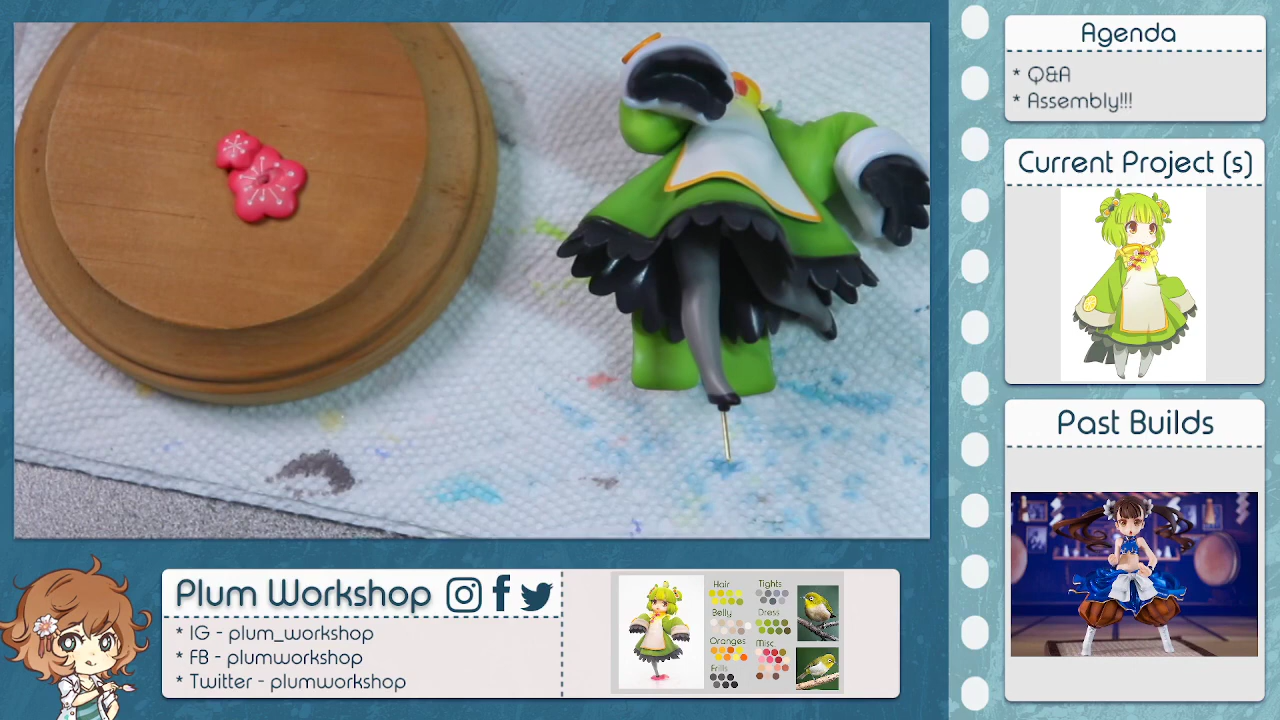 Agenda
* Q&A
* Assembly!!!
Current Project (s)
Past Builds
Plum Workshop
* IG - plum_workshop
* FB - plumworkshop
* Twitter - plumworkshop
Hair
Tights
Belly
Dress
Oranges
Misc.
Frills